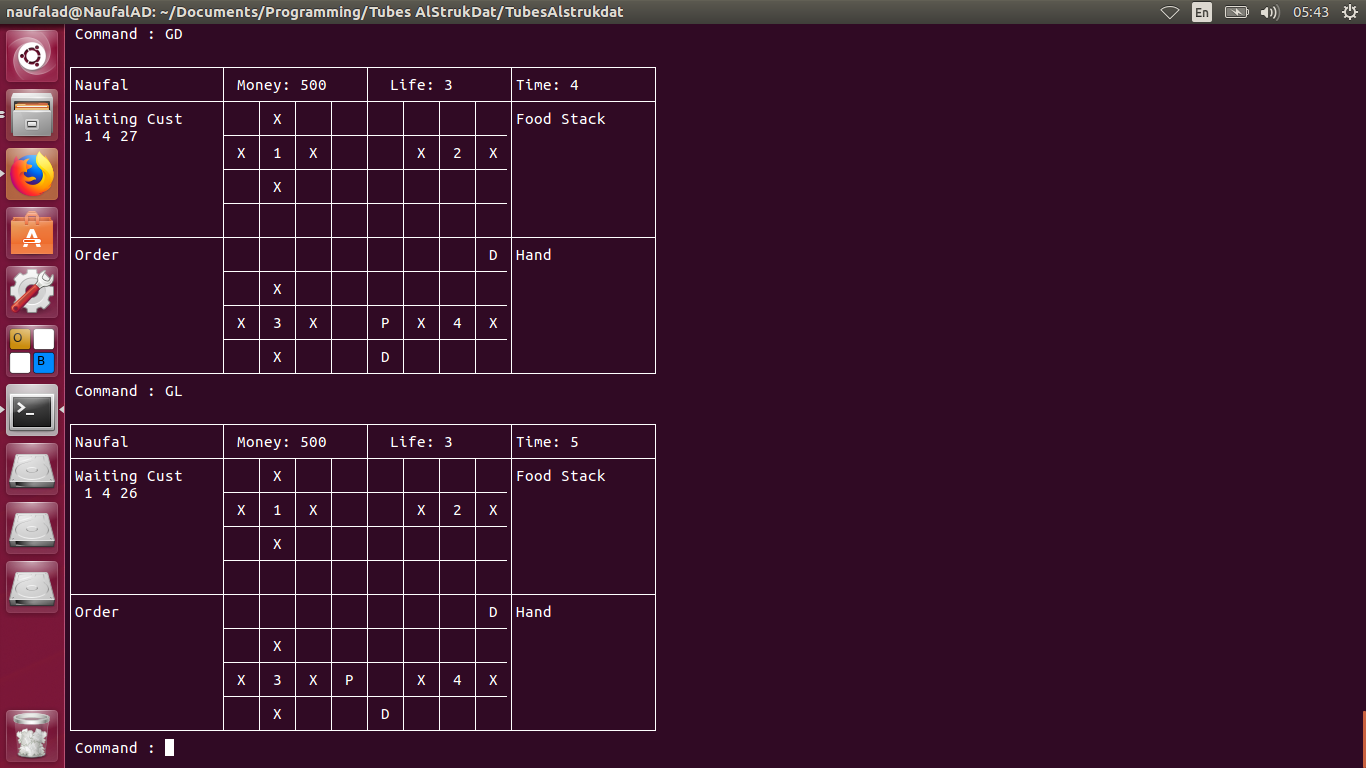 naufalad@NaufalAD: ~/Documents/Programming/Tubes AlStrukDat/TubesAlstrukdat En 05:43
Command : GD
Naufal Money: 500 Life: 3 Time: 4
Waiting Cust X Food Stack
1 4 27
X 1 X X 2 X
X
Order D Hand
X
X 3 X P X 4 X
X D
Command : GL
Naufal Money: 500 Life: 3 Time: 5
Waiting Cust X Food Stack
1 4 26
X 1 X X 2 X
X
Order D Hand
X
X 3 X P X 4 X
X D
Command :
A
O
B
>_